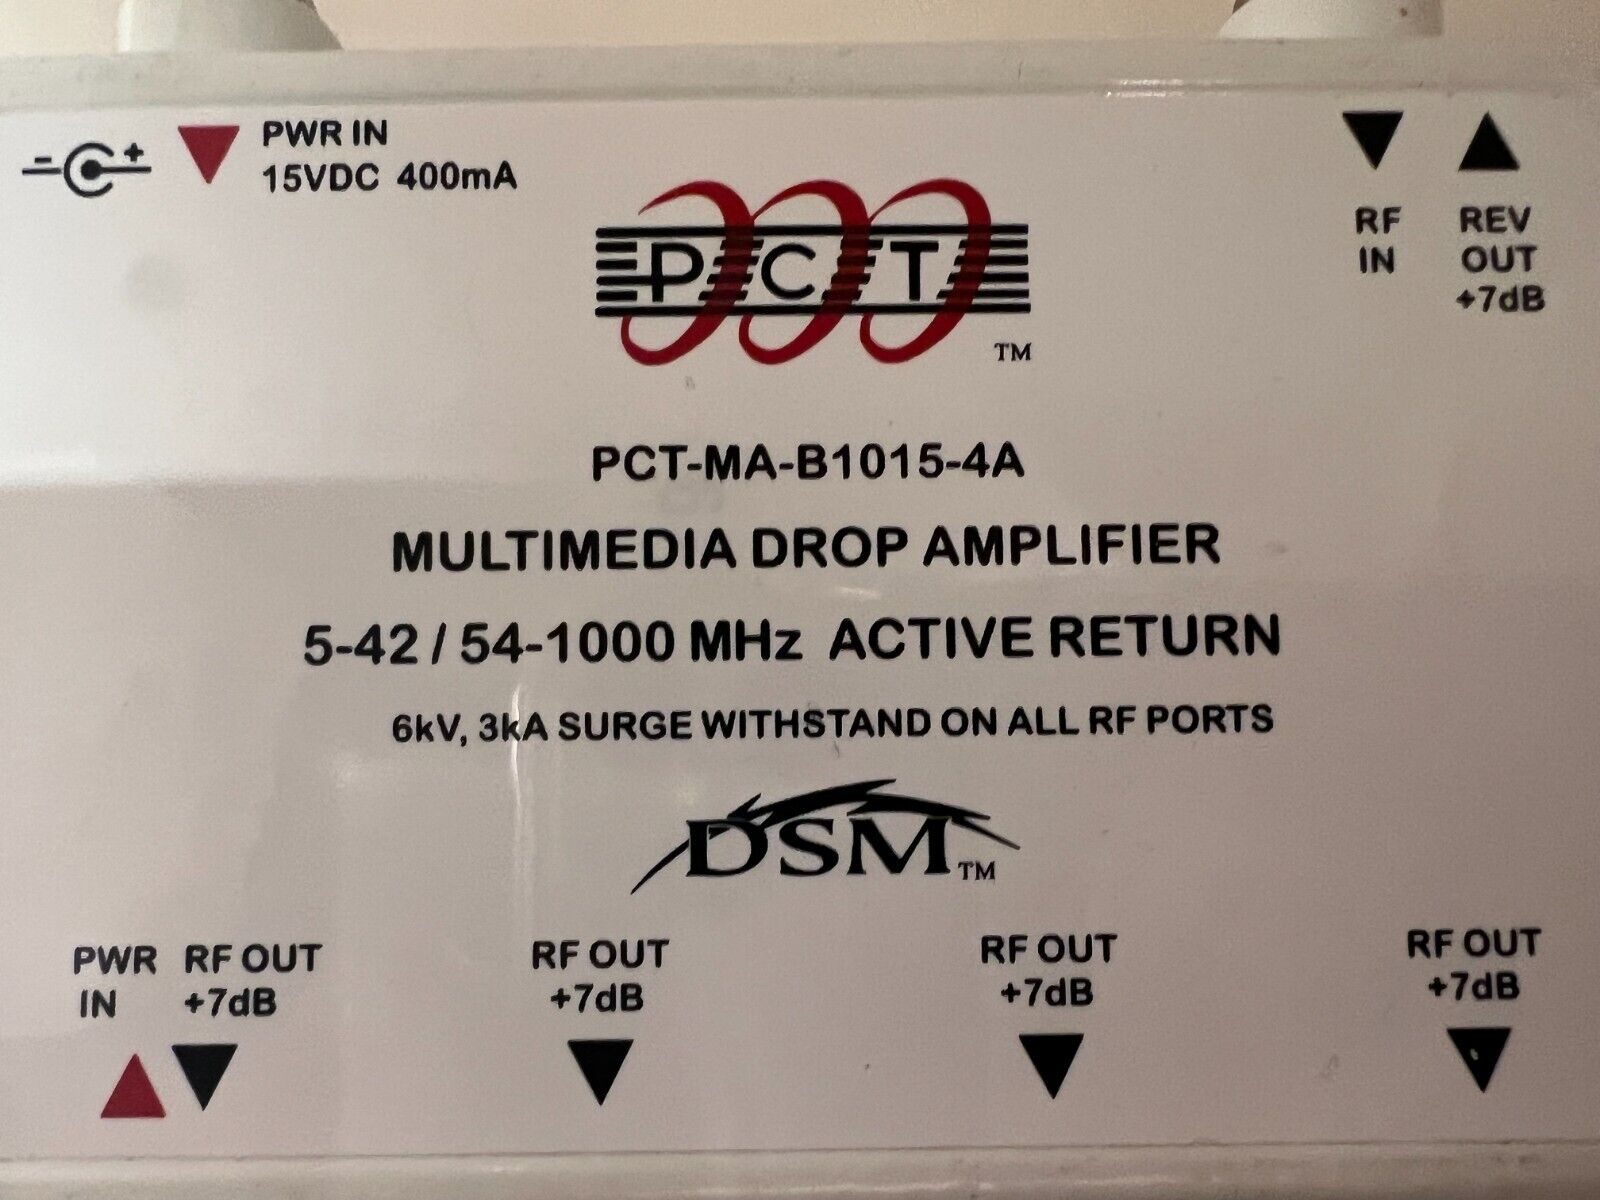 PWR IN
15VDC 400mA
RF IN
REV OUT +7dB
PCT
TM
PCT-MA-B1015-4A
MULTIMEDIA DROP AMPLIFIER
5-42 / 54-1000 MHz ACTIVE RETURN
6kV, 3kA SURGE WITHSTAND ON ALL RF PORTS
DSM TM
PWR IN
RF OUT +7dB
RF OUT +7dB
RF OUT +7dB
RF OUT +7dB